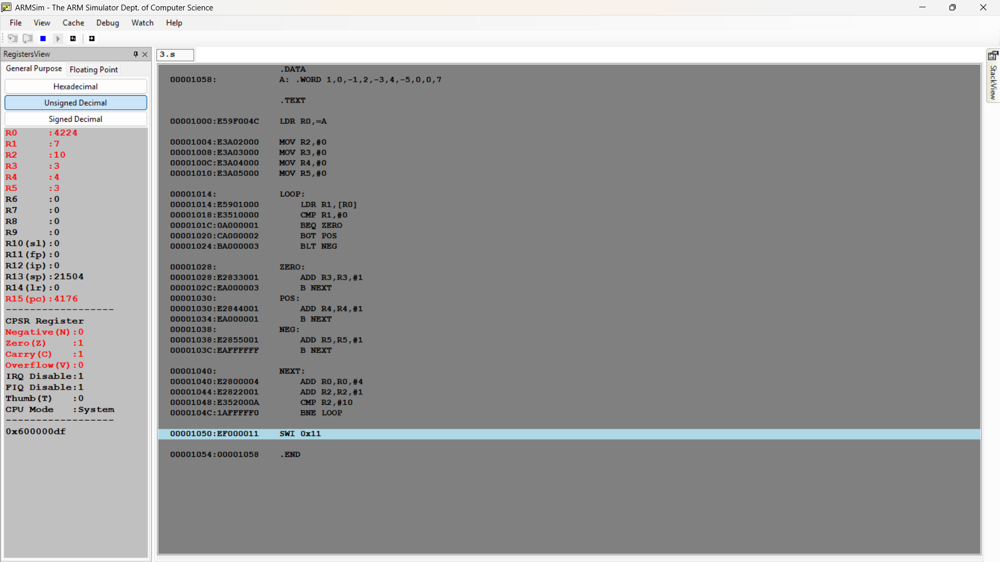 ARMSim - The ARM Simulator Dept. of Computer Science
File View Cache Debug Watch Help
RegistersView
General Purpose Floating Point
Hexadecimal
Unsigned Decimal
Signed Decimal
R0 :4224
R1 :7
R2 :10
R3 :3
R4 :4
R5 :3
R6 :0
R7 :0
R8 :0
R9 :0
R10(sl):0
R11(fp):0
R12(ip):0
R13(sp):21504
R14(lr):0
R15(pc):4176
------------------
CPSR Register
Negative(N):0
Zero(Z) :1
Carry(C) :1
Overflow(V):0
IRQ Disable:1
FIQ Disable:1
Thumb(T) :0
CPU Mode :System
------------------
0x600000df
3.s
.DATA
00001058: A: .WORD 1,0,-1,2,-3,4,-5,0,0,7
.TEXT
00001000:E59F004C LDR R0,=A
00001004:E3A02000 MOV R2,#0
00001008:E3A03000 MOV R3,#0
0000100C:E3A04000 MOV R4,#0
00001010:E3A05000 MOV R5,#0
00001014: LOOP:
00001014:E5901000 LDR R1,[R0]
00001018:E3510000 CMP R1,#0
0000101C:0A000001 BEQ ZERO
00001020:CA000002 BGT POS
00001024:BA000003 BLT NEG
00001028: ZERO:
00001028:E2833001 ADD R3,R3,#1
0000102C:EA000003 B NEXT
00001030: POS:
00001030:E2844001 ADD R4,R4,#1
00001034:EA000001 B NEXT
00001038: NEG:
00001038:E2855001 ADD R5,R5,#1
0000103C:EAFFFFFF B NEXT
00001040: NEXT:
00001040:E2800004 ADD R0,R0,#4
00001044:E2822001 ADD R2,R2,#1
00001048:E352000A CMP R2,#10
0000104C:1AFFFFF0 BNE LOOP
00001050:EF000011 SWI 0x11
00001054:00001058 .END
StackView